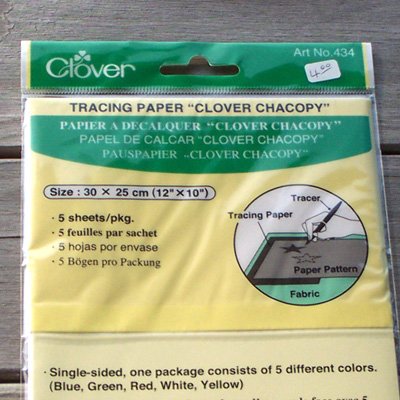 Clover
Art No.434
4.00
TRACING PAPER "CLOVER CHACOPY"
PAPIER A DECALQUER "CLOVER CHACOPY"
PAPEL DE CALCAR "CLOVER CHACOPY"
PAUSPAPIER "CLOVER CHACOPY"
Size : 30 × 25 cm (12"×10")
· 5 sheets/pkg.
· 5 feuilles par sachet
· 5 hojas por envase
· 5 Bögen pro Packung
Tracer
Tracing Paper
Paper Pattern
Fabric
·Single-sided, one package consists of 5 different colors.
(Blue, Green, Red, White, Yellow)